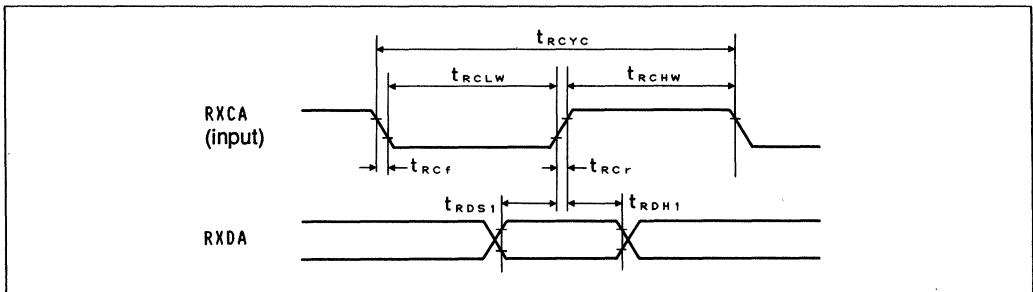 tRCYC
tRCLW tRCHW
RXCA
(input)
tRCf tRCr
tRDS1 tRDH1
RXDA